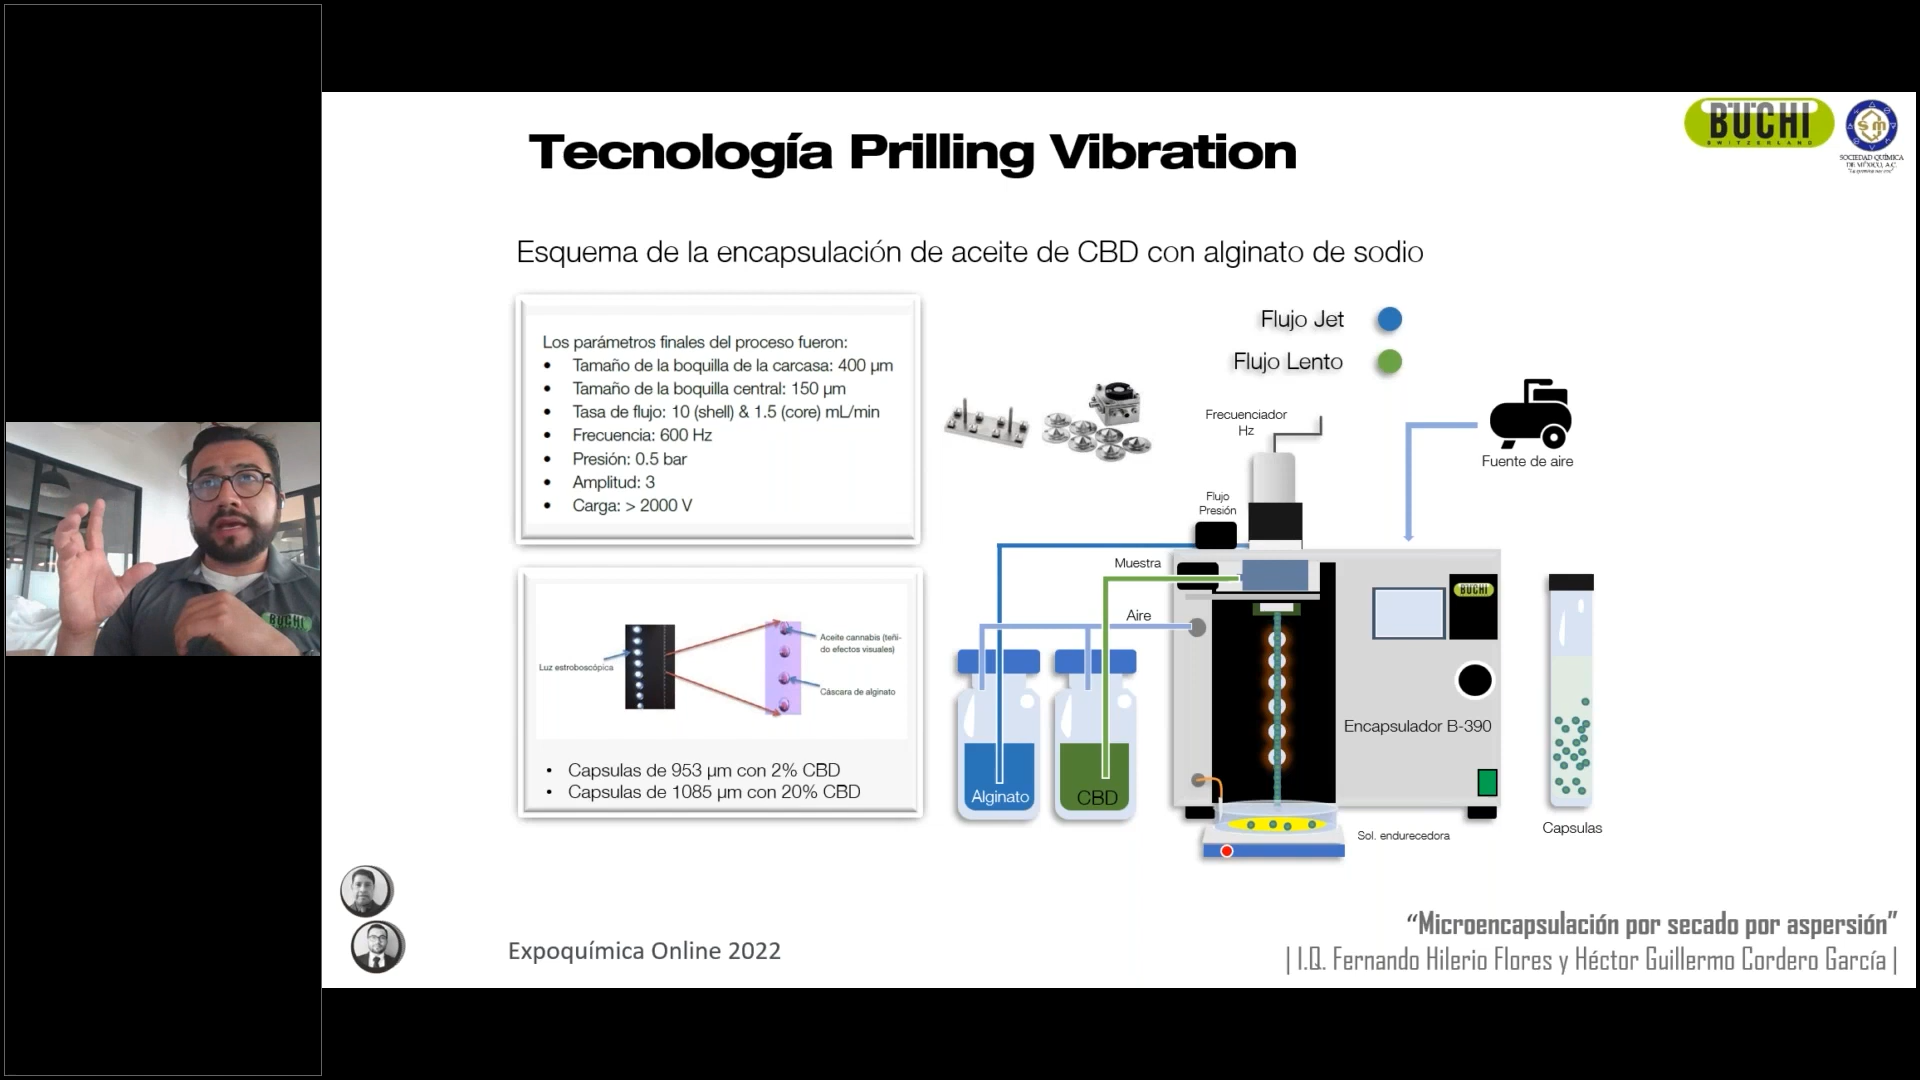 BÜCHI
SWITZERLAND
SOCIEDAD QUÍMICA
DE MÉXICO, A.C.
Tecnología Prilling Vibration
Esquema de la encapsulación de aceite de CBD con alginato de sodio
Los parámetros finales del proceso fueron:
• Tamaño de la boquilla de la carcasa: 400 µm
• Tamaño de la boquilla central: 150 µm
• Tasa de flujo: 10 (shell) & 1.5 (core) mL/min
• Frecuencia: 600 Hz
• Presión: 0.5 bar
• Amplitud: 3
• Carga: > 2000 V
Luz estroboscópica
Aceite cannabis (teñi-
do efectos visuales)
Cáscara de alginato
• Capsulas de 953 µm con 2% CBD
• Capsulas de 1085 µm con 20% CBD
Flujo Jet
Flujo Lento
Frecuenciador
Hz
Fuente de aire
Flujo
Presión
Muestra
Aire
BUCHI
Encapsulador B-390
Alginato
CBD
Sol. endurecedora
Capsulas
BUCHI
Expoquímica Online 2022
“Microencapsulación por secado por aspersión”
| I.Q. Fernando Hilerio Flores y Héctor Guillermo Cordero García |